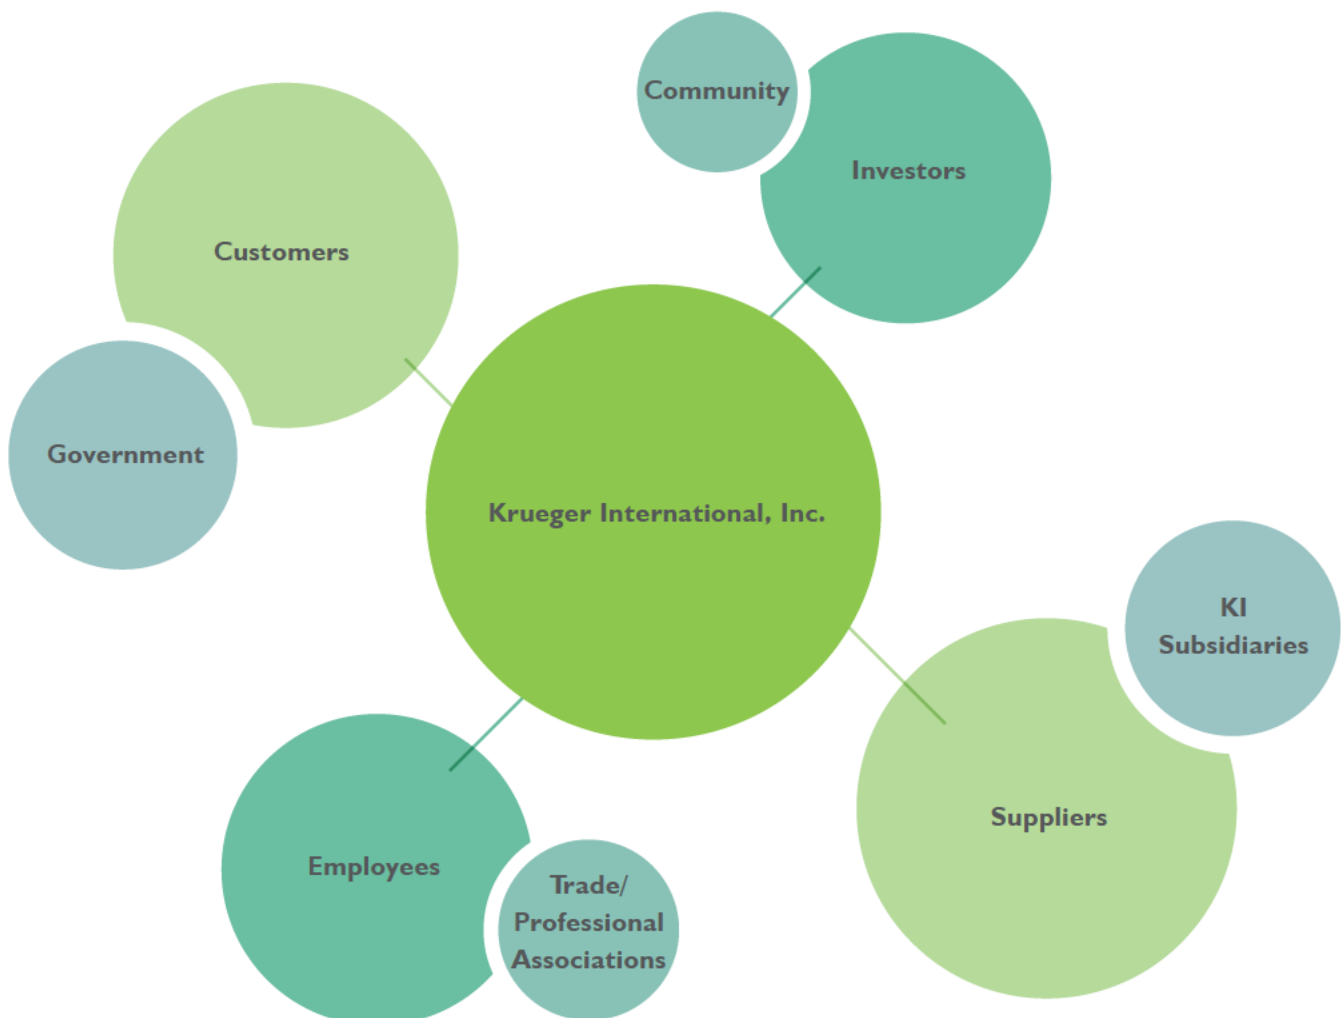 Community
Investors
Customers
Government
Krueger International, Inc.
KI
Subsidiaries
Suppliers
Employees
Trade/
Professional
Associations